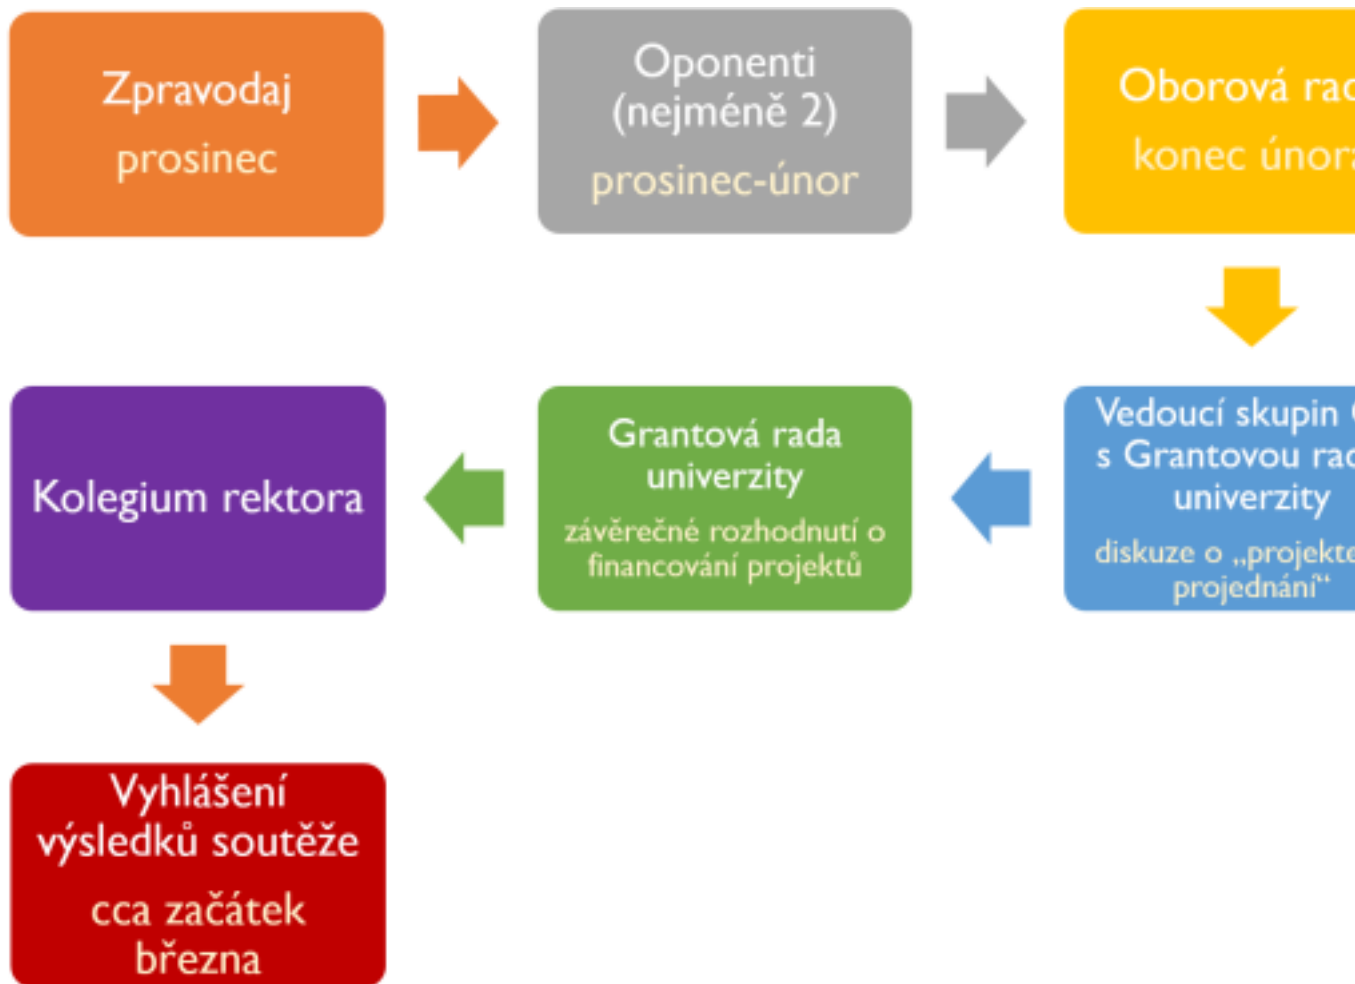 Zpravodaj
prosinec
Oponenti
(nejméně 2)
prosinec-únor
Oborová
konec února
Vedoucí skupin
s Grantovou
univerzity
diskuze o
projednání“
Grantová rada
univerzity
závěrečné rozhodnutí o
financování projektů
Kolegium rektora
Vyhlášení
výsledků soutěže
cca začátek
března